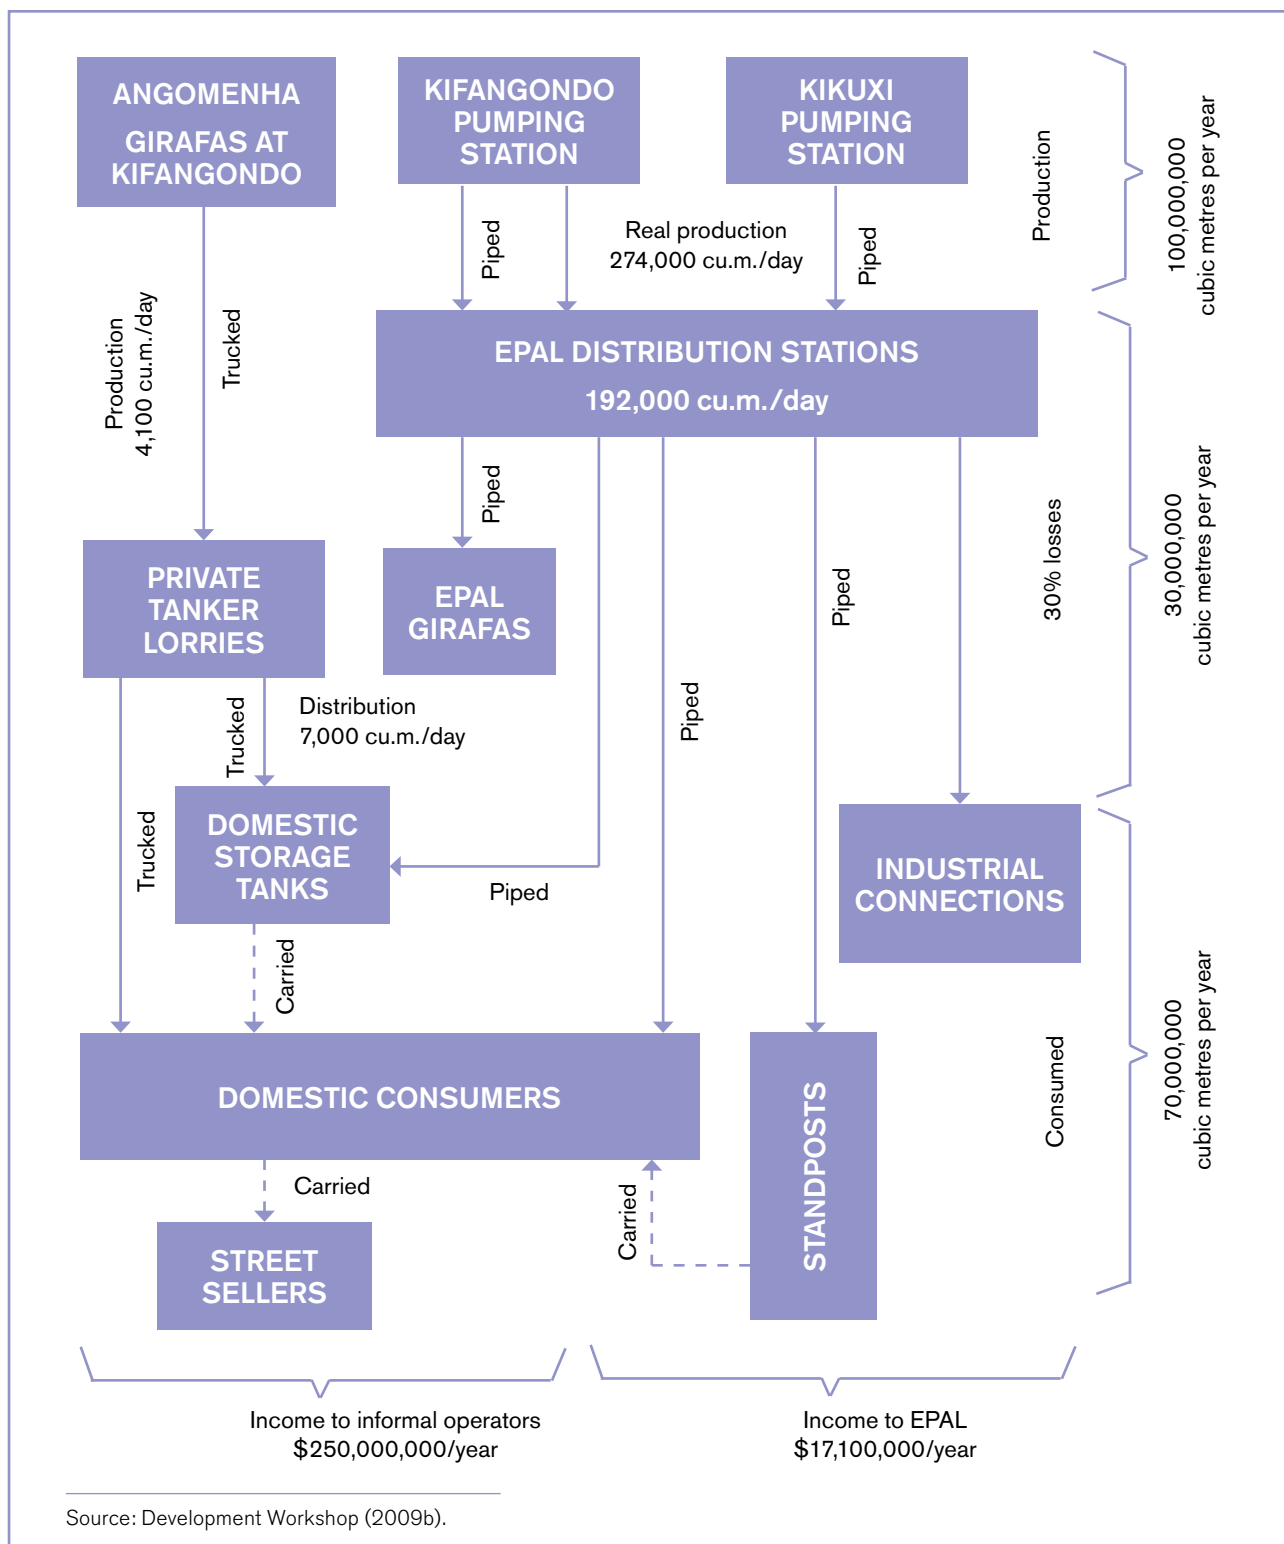 ANGOMENHA
GIRAFAS AT
KIFANGONDO
KIFANGONDO
PUMPING
STATION
KIKUXI
PUMPING
STATION
Production
100,000,000
cubic metres per year
Piped
Real production
274,000 cu.m./day
Piped
Production
4,100 cu.m./day
Trucked
EPAL DISTRIBUTION STATIONS
192,000 cu.m./day
Piped
30% losses
30,000,000
cubic metres per year
PRIVATE
TANKER
LORRIES
EPAL
GIRAFAS
Piped
Piped
Trucked
Distribution
7,000 cu.m./day
Trucked
DOMESTIC
STORAGE
TANKS
Piped
INDUSTRIAL
CONNECTIONS
Carried
DOMESTIC CONSUMERS
STANDPOSTS
Consumed
70,000,000
cubic metres per year
Carried
Carried
STREET
SELLERS
Income to informal operators
$250,000,000/year
Income to EPAL
$17,100,000/year
Source: Development Workshop (2009b).